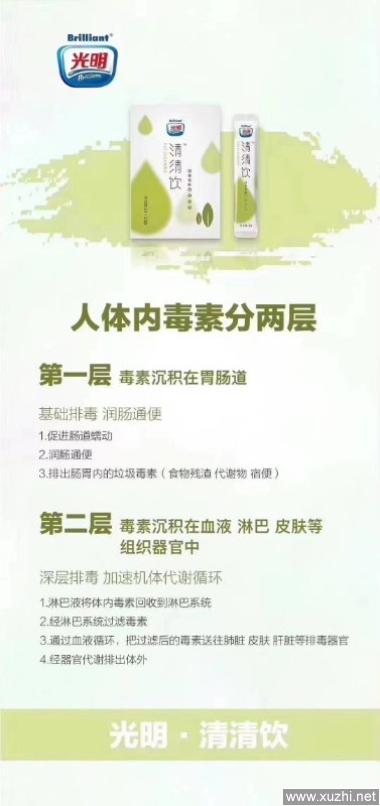 Brilliant
光明
光明
清清饮
光明
清清饮
人体内毒素分两层
第一层 毒素沉积在胃肠道
基础排毒 润肠通便
1.促进肠道蠕动
2.润肠通便
3.排出肠胃内的垃圾毒素（食物残渣 代谢物 宿便）
第二层 毒素沉积在血液 淋巴 皮肤等
组织器官中
深层排毒 加速机体代谢循环
1.淋巴液将体内毒素回收到淋巴系统
2.经淋巴系统过滤毒素
3.通过血液循环，把过滤后的毒素送往肺脏 皮肤 肝脏等排毒器官
4.经器官代谢排出体外
光明·清清饮
www.xuzhi.net